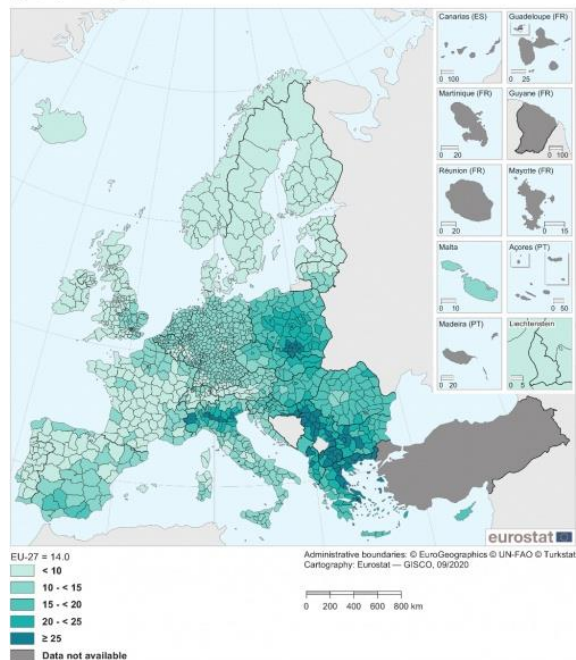 Canarias (ES)
0 100
Guadeloupe (FR)
0 25
Martinique (FR)
0 20
Guyane (FR)
0 100
Réunion (FR)
0 20
Mayotte (FR)
0 15
Malta
0 10
Açores (PT)
0 50
Madeira (PT)
0 20
Liechtenstein
0 5
eurostat
EU-27 = 14.0
< 10
10 - < 15
15 - < 20
20 - < 25
≥ 25
Data not available
Administrative boundaries: © EuroGeographics © UN-FAO © Turkstat
Cartography: Eurostat — GISCO, 09/2020
0 200 400 600 800 km